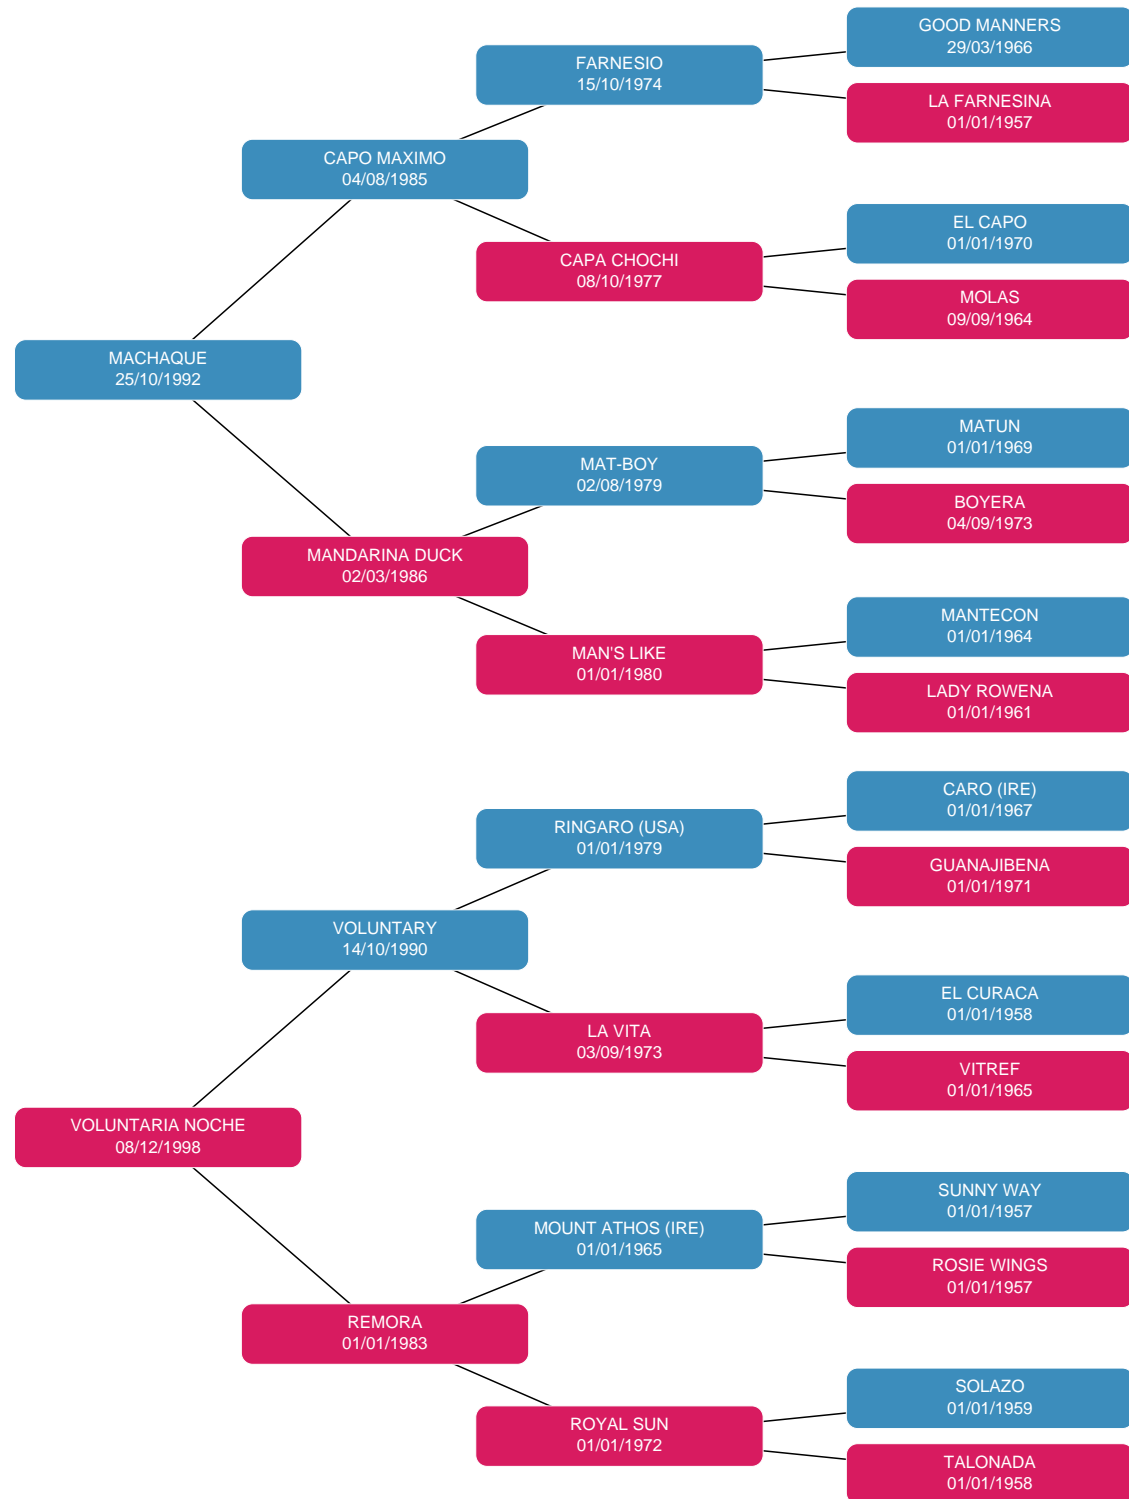 GOOD MANNERS
29/03/1966
FARNESIO
15/10/1974
LA FARNESINA
01/01/1957
CAPO MAXIMO
04/08/1985
EL CAPO
01/01/1970
CAPA CHOCHI
08/10/1977
MOLAS
09/09/1964
MACHAQUE
25/10/1992
MATUN
01/01/1969
MAT-BOY
02/08/1979
BOYERA
04/09/1973
MANDARINA DUCK
02/03/1986
MANTECON
01/01/1964
MAN'S LIKE
01/01/1980
LADY ROWENA
01/01/1961
CARO (IRE)
01/01/1967
RINGARO (USA)
01/01/1979
GUANAJIBENA
01/01/1971
VOLUNTARY
14/10/1990
EL CURACA
01/01/1958
LA VITA
03/09/1973
VITREF
01/01/1965
VOLUNTARIA NOCHE
08/12/1998
SUNNY WAY
01/01/1957
MOUNT ATHOS (IRE)
01/01/1965
ROSIE WINGS
01/01/1957
REMORA
01/01/1983
SOLAZO
01/01/1959
ROYAL SUN
01/01/1972
TALONADA
01/01/1958